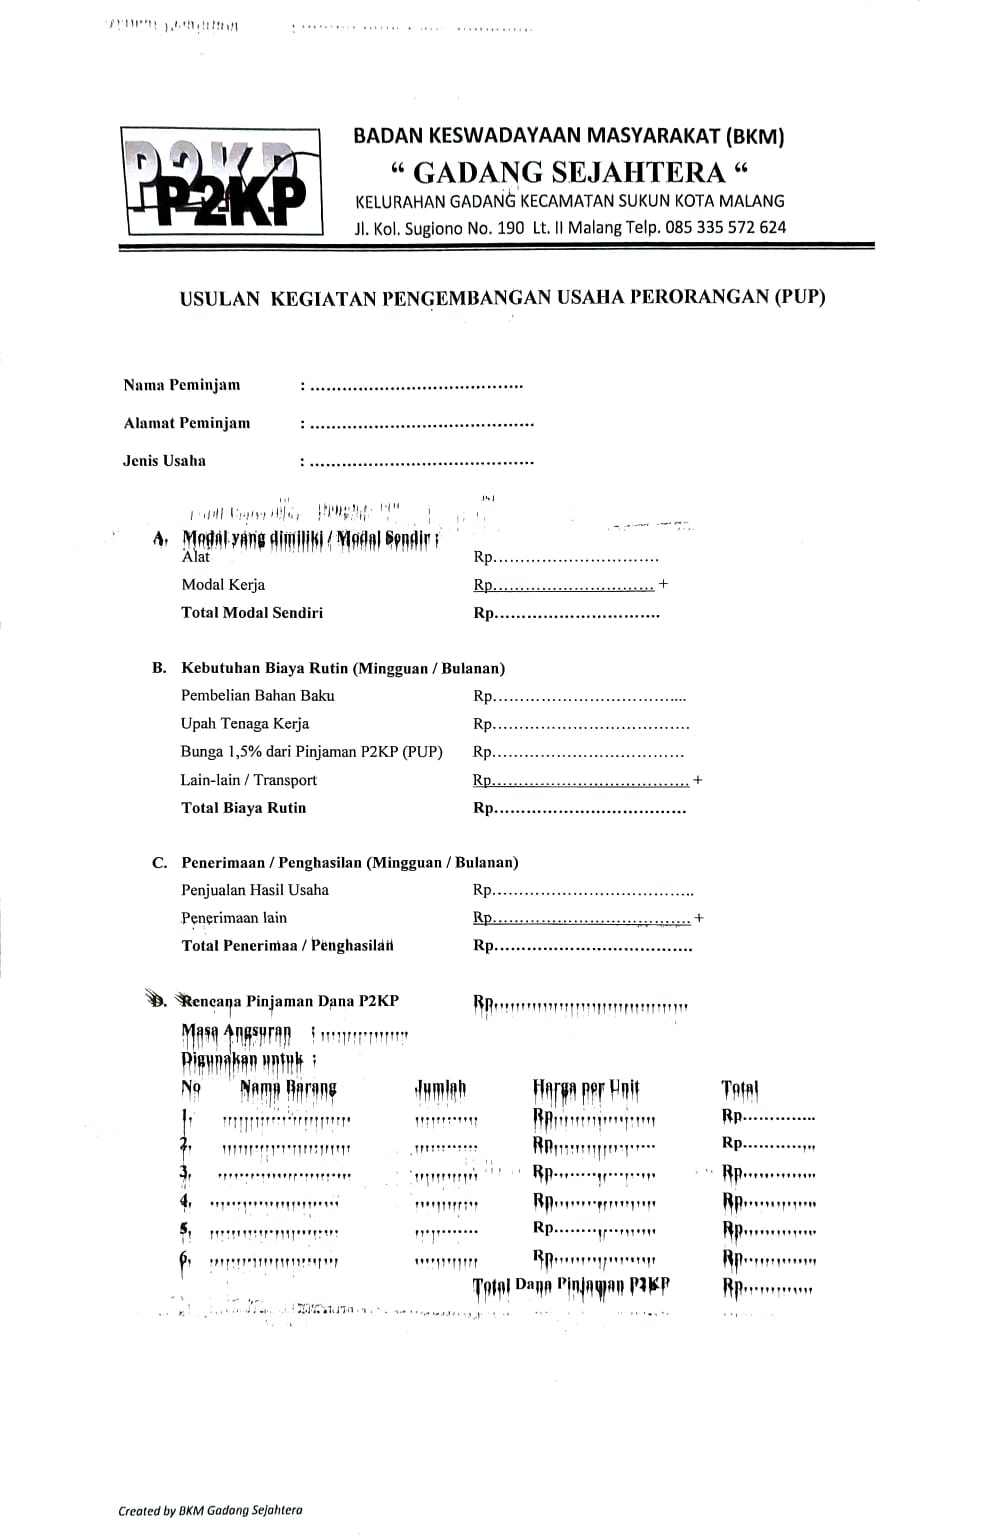 P2KP
BADAN KESWADAYAAN MASYARAKAT (BKM)
“ GADANG SEJAHTERA “
KELURAHAN GADANG KECAMATAN SUKUN KOTA MALANG
Jl. Kol. Sugiono No. 190 Lt. II Malang Telp. 085 335 572 624
USULAN KEGIATAN PENGEMBANGAN USAHA PERORANGAN (PUP)
Nama Peminjam : ........................................
Alamat Peminjam : ..........................................
Jenis Usaha : ..........................................
A. Modal yang dimiliki / Modal Sendir :
Alat Rp...............................
Modal Kerja Rp.............................. +
Total Modal Sendiri Rp...............................
B. Kebutuhan Biaya Rutin (Mingguan / Bulanan)
Pembelian Bahan Baku Rp....................................
Upah Tenaga Kerja Rp.....................................
Bunga 1,5% dari Pinjaman P2KP (PUP) Rp....................................
Lain-lain / Transport Rp..................................... +
Total Biaya Rutin Rp....................................
C. Penerimaan / Penghasilan (Mingguan / Bulanan)
Penjualan Hasil Usaha Rp......................................
Penerimaan lain Rp..................................... +
Total Penerimaa / Penghasilan Rp.....................................
D. Rencana Pinjaman Dana P2KP Rp....................................
Masa Angsuran : ................
Digunakan untuk :
No Nama Barang Jumlah Harga per Unit Total
1. ........................ ............ Rp................... Rp..............
2. ........................ ............ Rp................... Rp..............
3. ........................ ............ Rp................... Rp..............
4. ........................ ............ Rp................... Rp..............
5. ........................ ............ Rp................... Rp..............
6. ........................ ............ Rp................... Rp..............
Total Dana Pinjaman P2KP Rp.............
Created by BKM Gadang Sejahtera